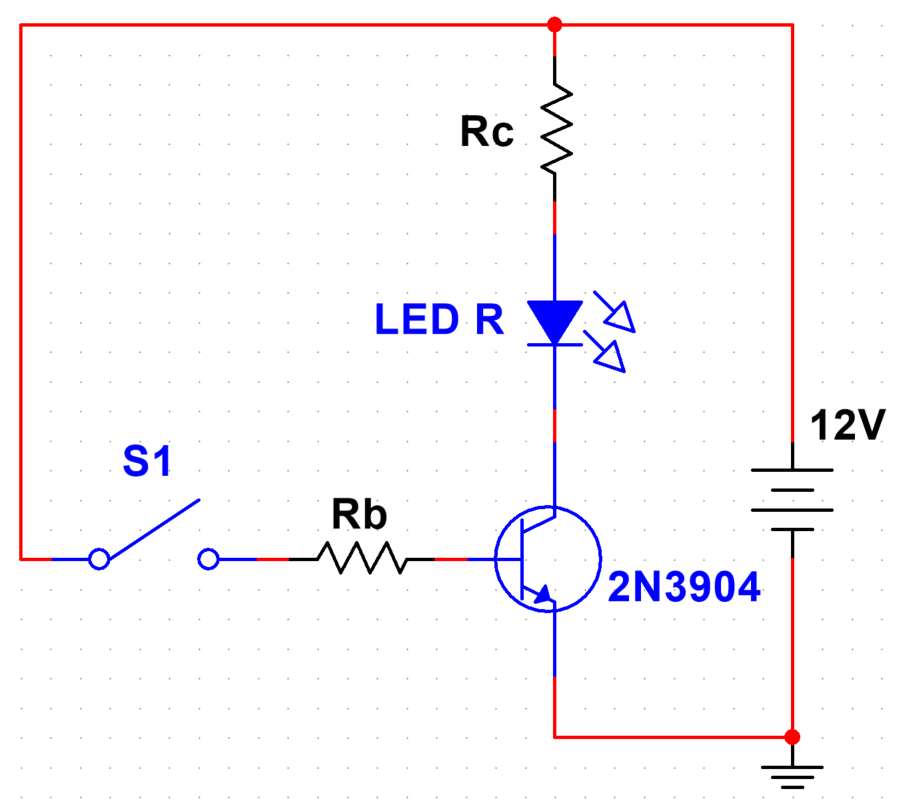 Rc
LED R
12V
S1
Rb
2N3904